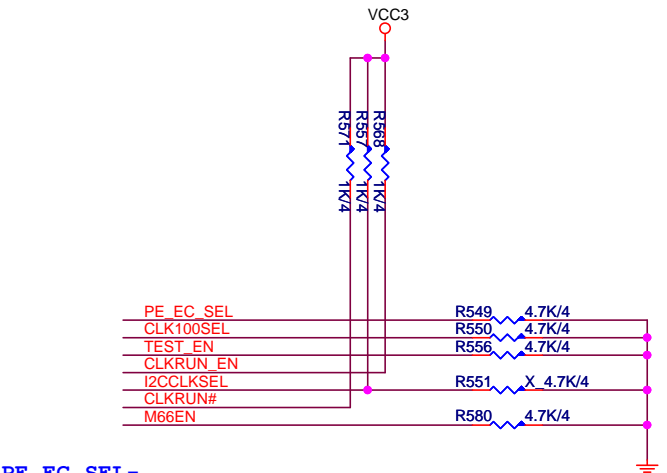 VCC3
R571
R557
R568
1K/4
1K/4
1K/4
PE_EC_SEL R549 4.7K/4
CLK100SEL R550 4.7K/4
TEST_EN R556 4.7K/4
CLKRUN_EN
I2CCLKSEL R551 X_4.7K/4
CLKRUN#
M66EN R580 4.7K/4
PE_EC_SEL-